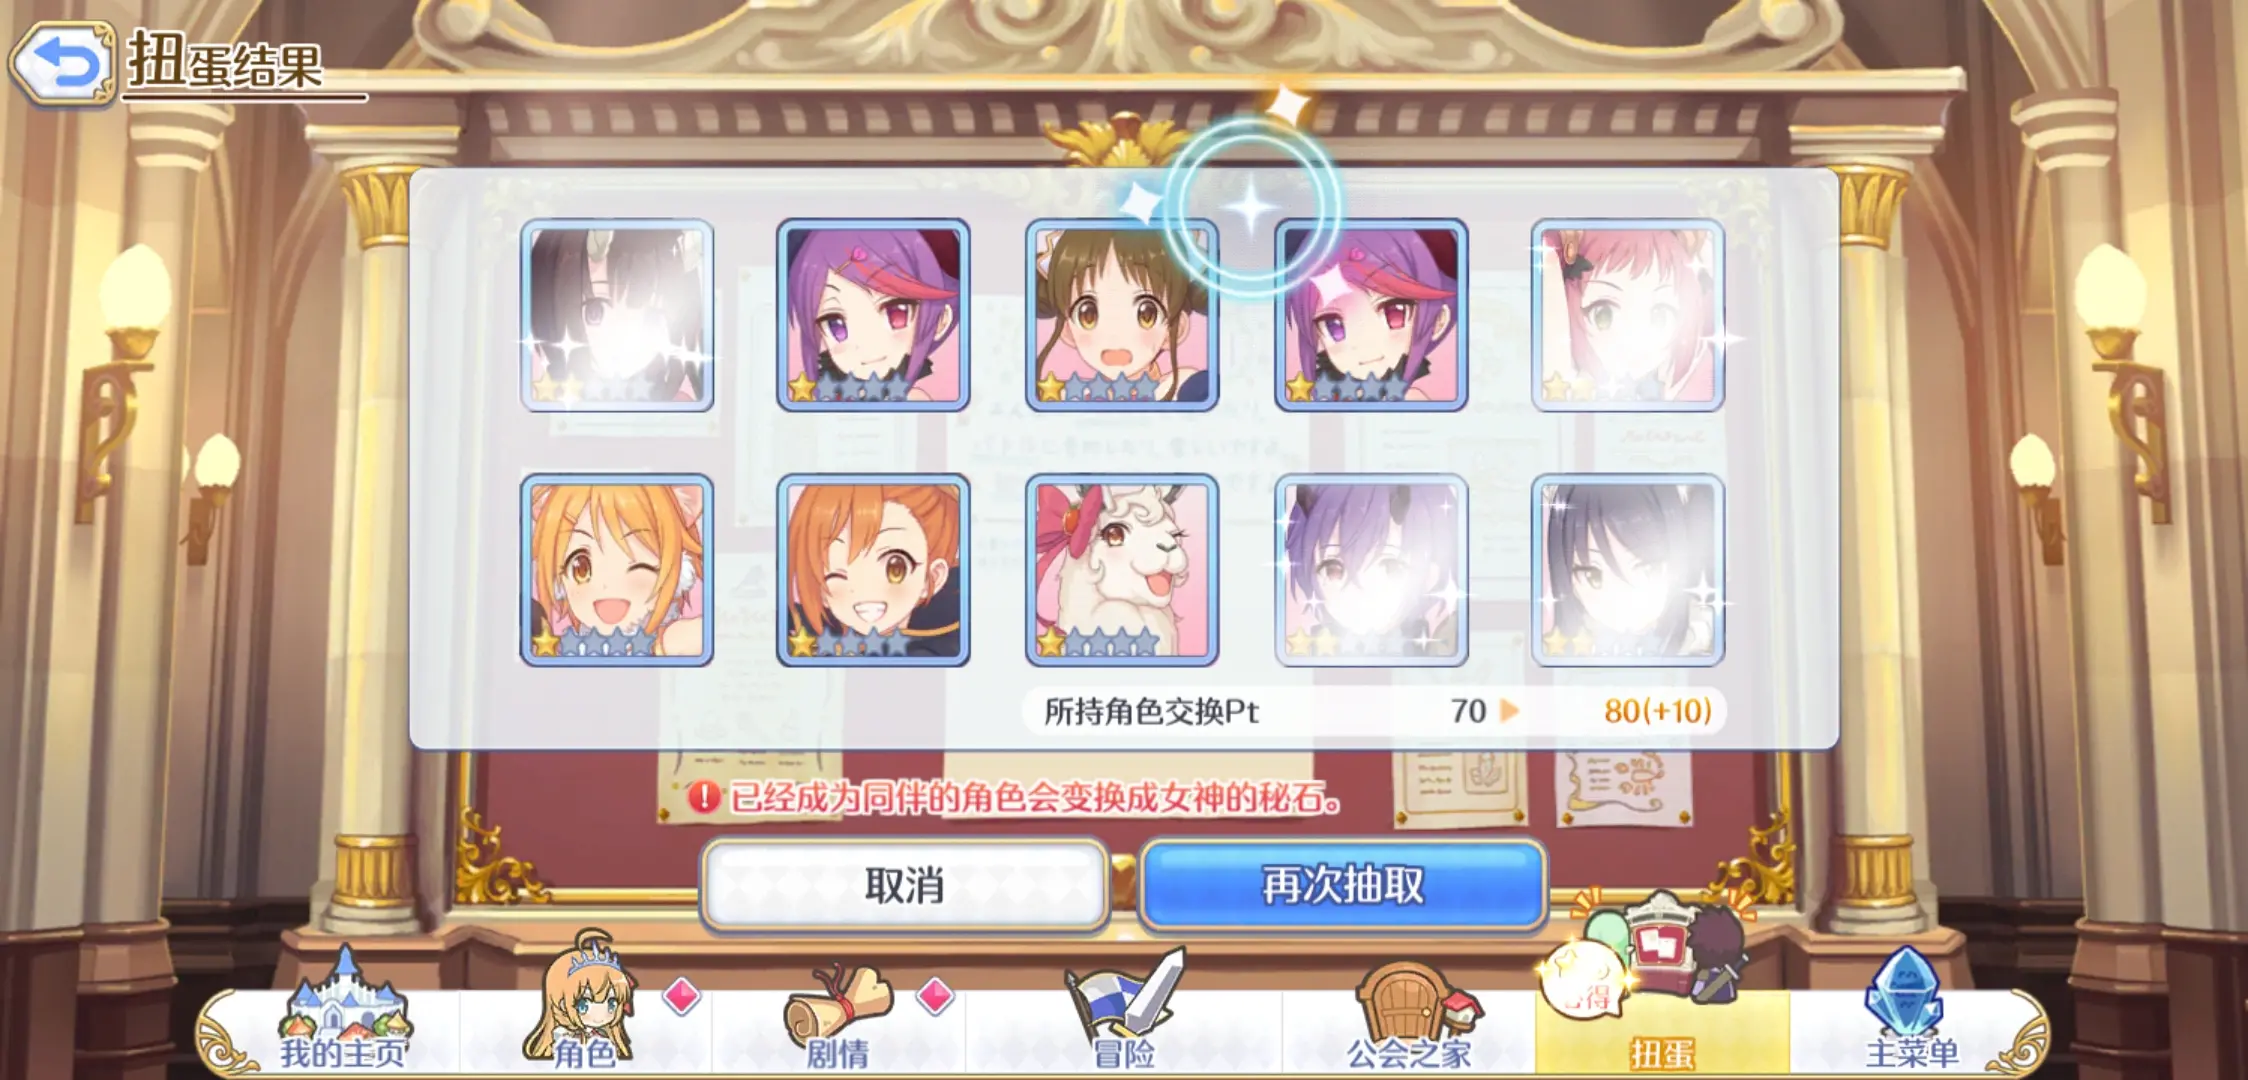 扭蛋结果
所持角色交换Pt 70 80(+10)
已经成为同伴的角色会变换成女神的秘石。
取消
再次抽取
我的主页
角色
剧情
冒险
公会之家
扭蛋
主菜单